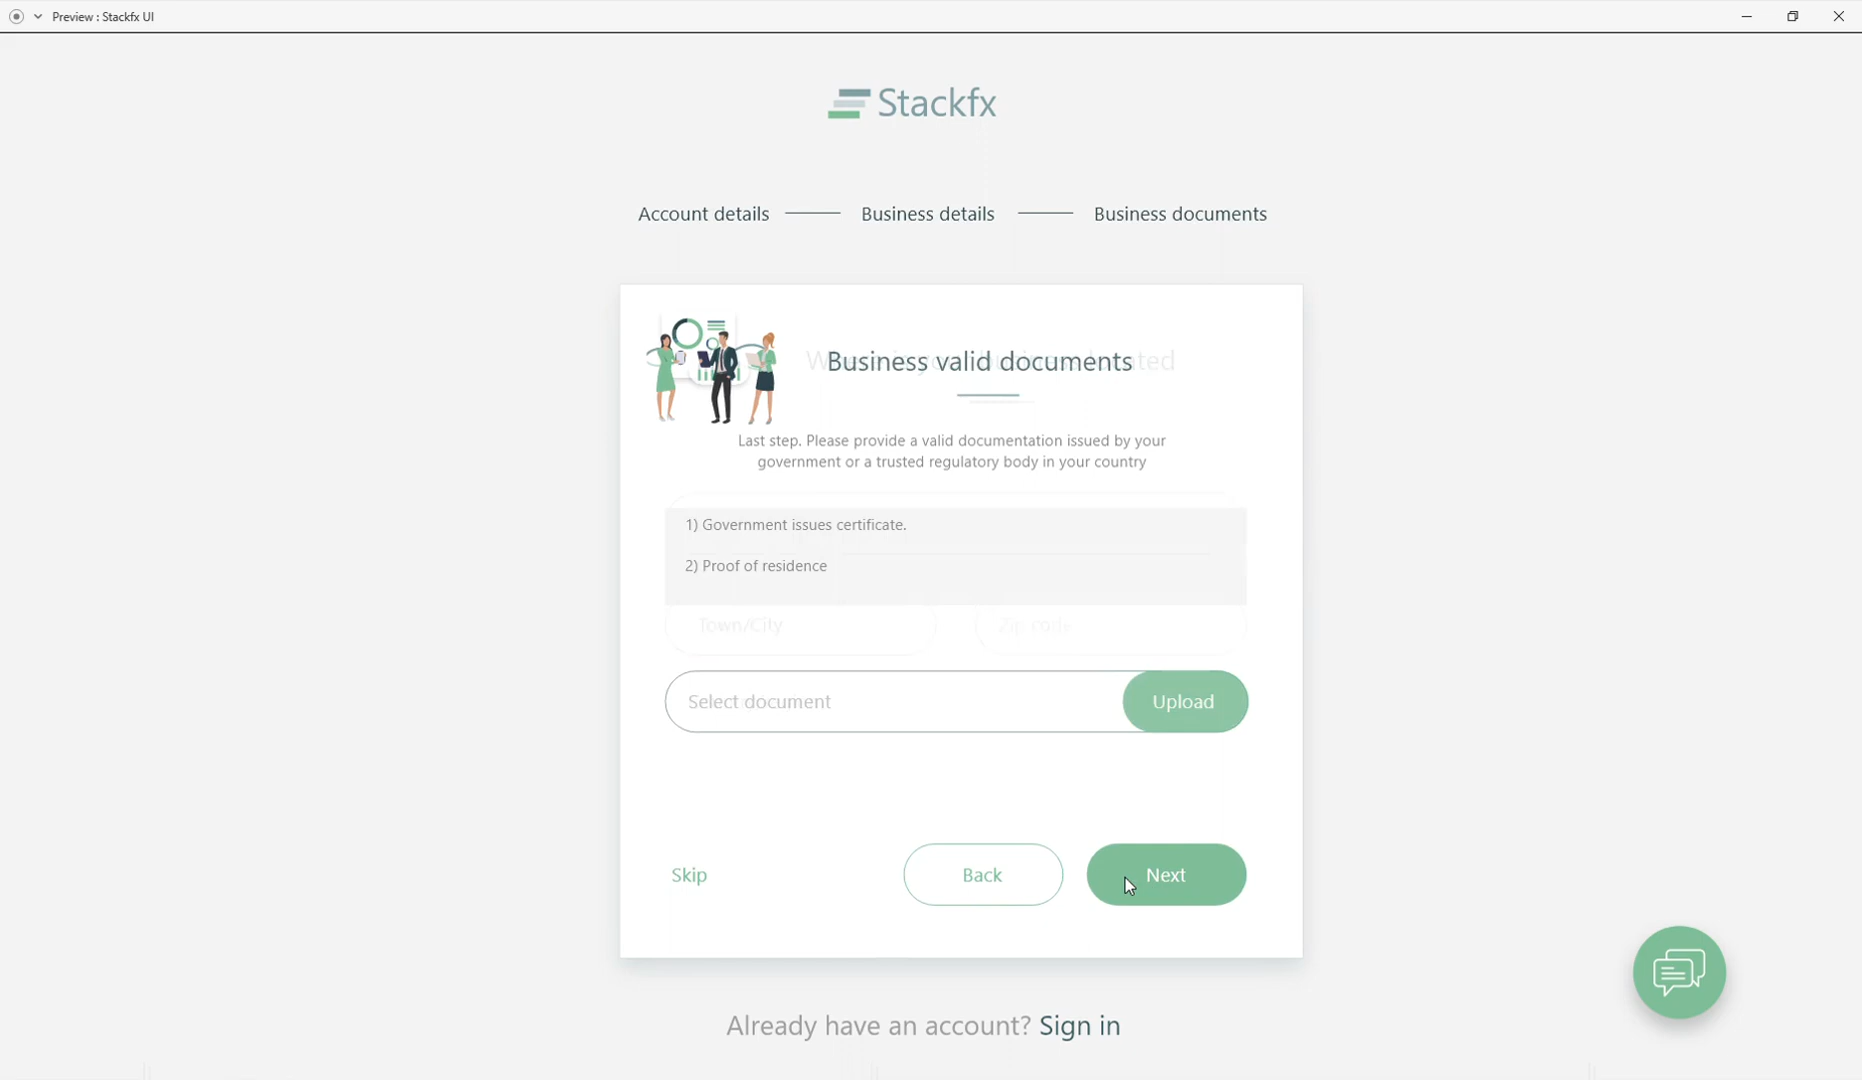 Preview : Stackfx UI
Stackfx
Account details
Business details
Business documents
Business valid documents
Last step. Please provide a valid documentation issued by your
government or a trusted regulatory body in your country
1) Government issues certificate.
2) Proof of residence
Town/City
Zip code
Select document
Upload
Skip
Back
Next
Already have an account? Sign in